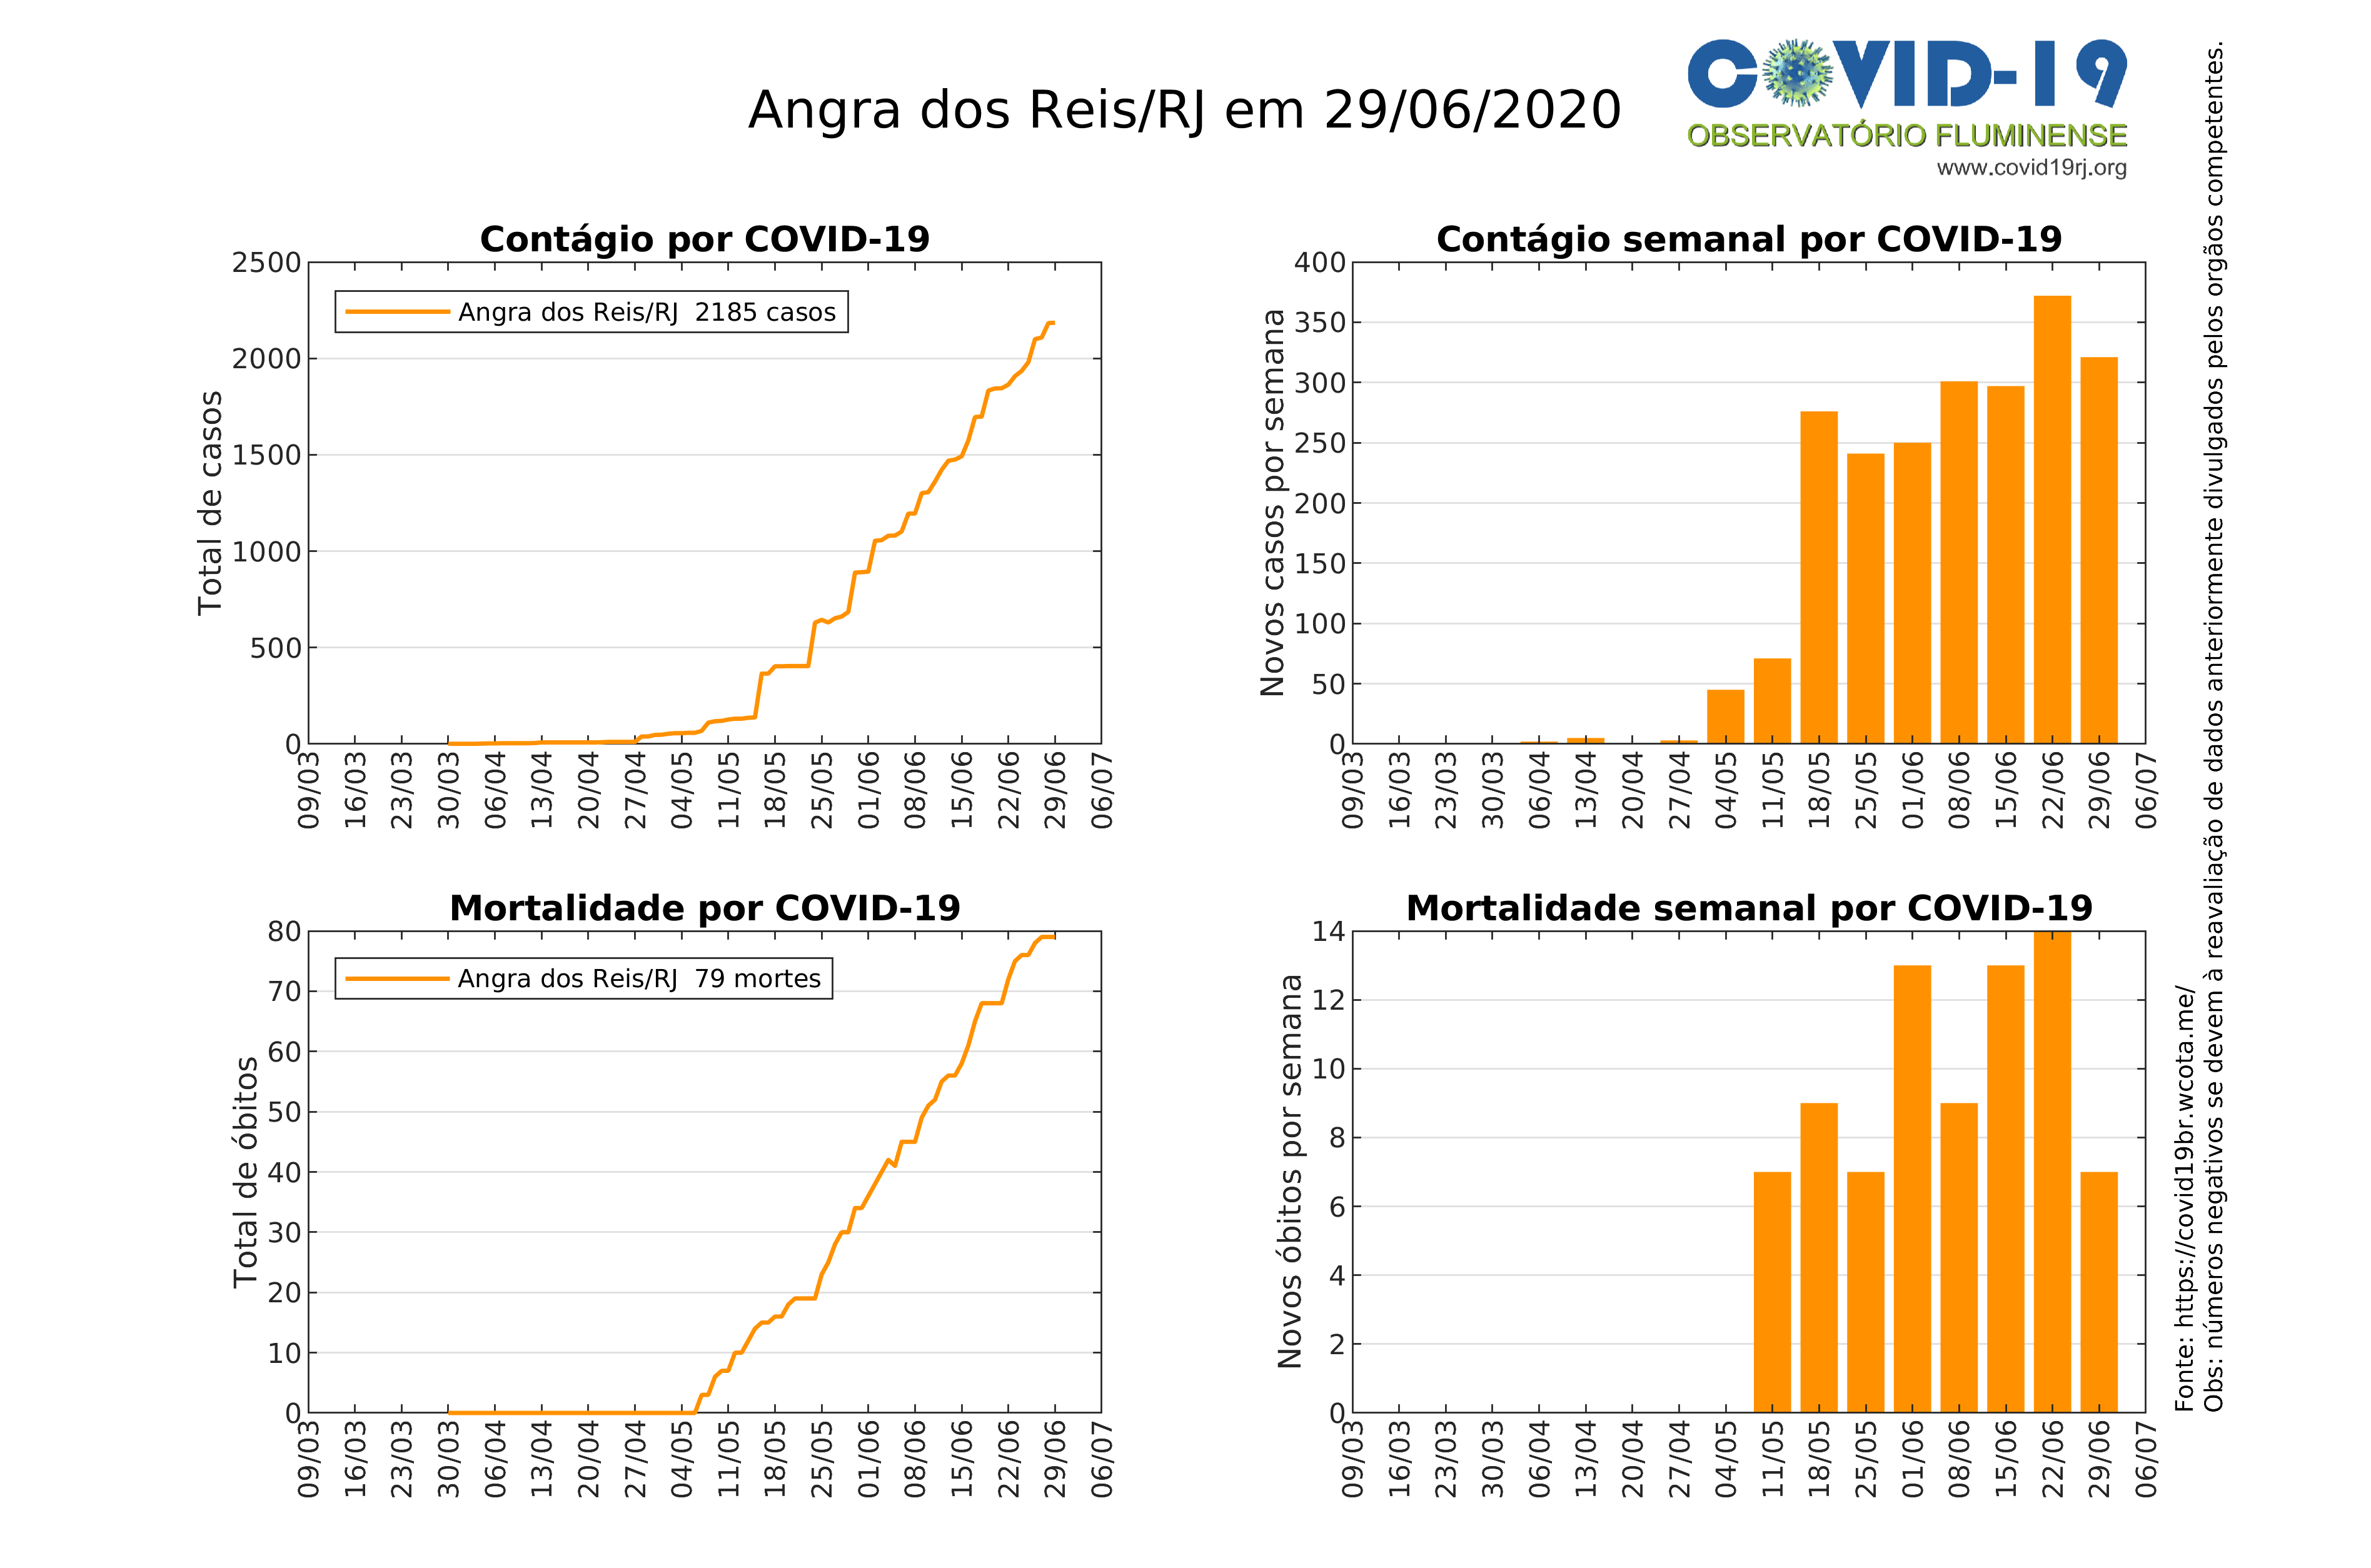 Angra dos Reis/RJ em 29/06/2020
COVID-19
OBSERVATÓRIO FLUMINENSE
www.covid19rj.org
Contágio por COVID-19
Total de casos
2500
2000
1500
1000
500
0
Angra dos Reis/RJ 2185 casos
09/03 16/03 23/03 30/03 06/04 13/04 20/04 27/04 04/05 11/05 18/05 25/05 01/06 08/06 15/06 22/06 29/06 06/07
Contágio semanal por COVID-19
Novos casos por semana
400
350
300
250
200
150
100
50
0
09/03 16/03 23/03 30/03 06/04 13/04 20/04 27/04 04/05 11/05 18/05 25/05 01/06 08/06 15/06 22/06 29/06 06/07
Mortalidade por COVID-19
Total de óbitos
80
70
60
50
40
30
20
10
0
Angra dos Reis/RJ 79 mortes
09/03 16/03 23/03 30/03 06/04 13/04 20/04 27/04 04/05 11/05 18/05 25/05 01/06 08/06 15/06 22/06 29/06 06/07
Mortalidade semanal por COVID-19
Novos óbitos por semana
14
12
10
8
6
4
2
0
09/03 16/03 23/03 30/03 06/04 13/04 20/04 27/04 04/05 11/05 18/05 25/05 01/06 08/06 15/06 22/06 29/06 06/07
Fonte: https://covid19br.wcota.me/
Obs: números negativos se devem à reavaliação de dados anteriormente divulgados pelos orgãos competentes.